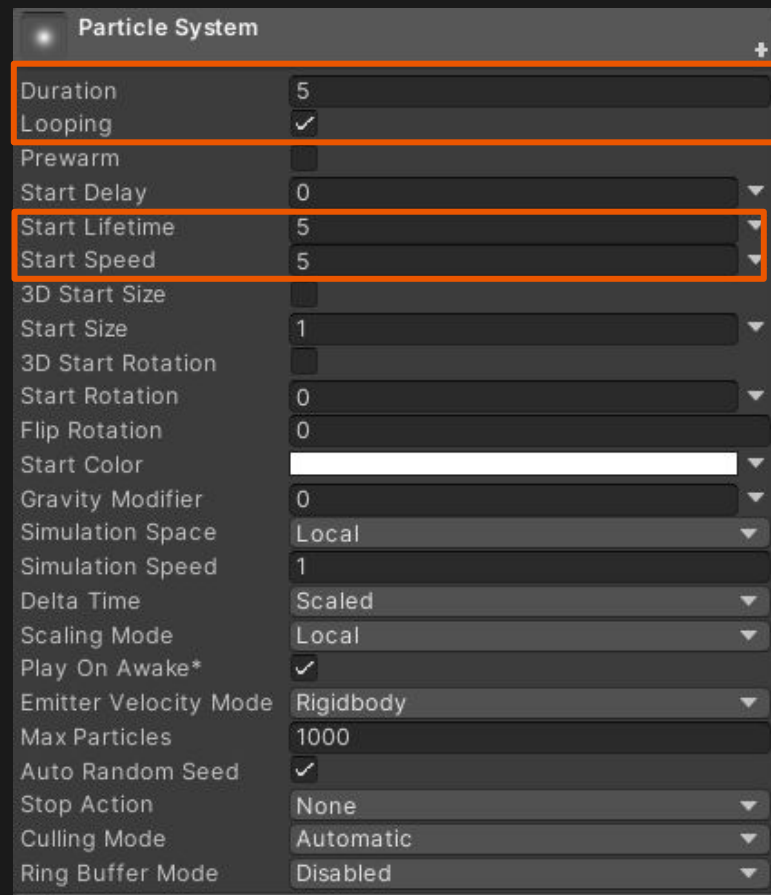 Particle System
Duration 5
Looping
Prewarm
Start Delay 0
Start Lifetime 5
Start Speed 5
3D Start Size
Start Size 1
3D Start Rotation
Start Rotation 0
Flip Rotation 0
Start Color
Gravity Modifier 0
Simulation Space Local
Simulation Speed 1
Delta Time Scaled
Scaling Mode Local
Play On Awake*
Emitter Velocity Mode Rigidbody
Max Particles 1000
Auto Random Seed
Stop Action None
Culling Mode Automatic
Ring Buffer Mode Disabled